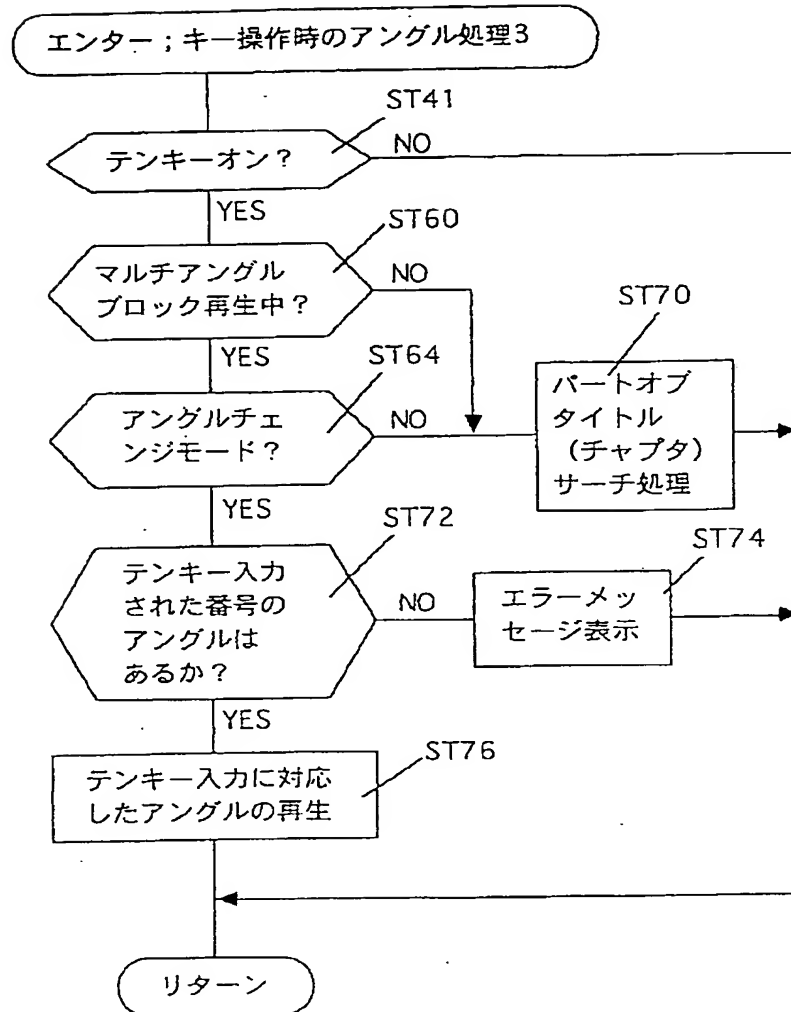 エンター；キー操作時のアングル処理3
ST41
テンキーオン？
NO
YES
ST60
マルチアングル
ブロック再生中？
NO
YES
ST64
アングルチェ
ンジモード？
NO
YES
ST70
パートオブ
タイトル
（チャプタ）
サーチ処理
ST72
テンキー入力
された番号の
アングルは
あるか？
NO
YES
ST74
エラーメッ
セージ表示
ST76
テンキー入力に対応
したアングルの再生
リターン